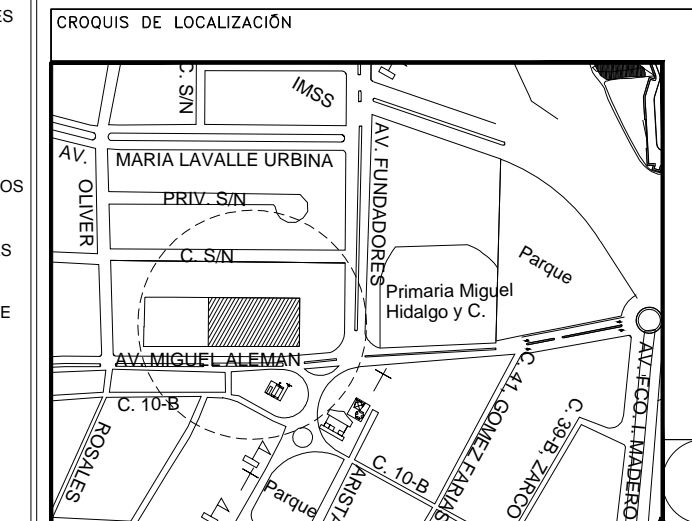 ES
CROQUIS DE LOCALIZACIÓN
C. S/N
IMSS
AV. OLIVER
MARIA LAVALLE URBINA
AV. FUNDADORES
OS
PRIV. S/N
ES
C. S/N
Parque
E
Primaria Miguel
Hidalgo y C.
AV. MIGUEL ALEMAN
C. 10-B
ROSALES
C. 41, GOMEZ FARIAS
C. 39-B, ZARCO
AV. FCO. I. MADERO
C. 10-B
Parque
ARISTA